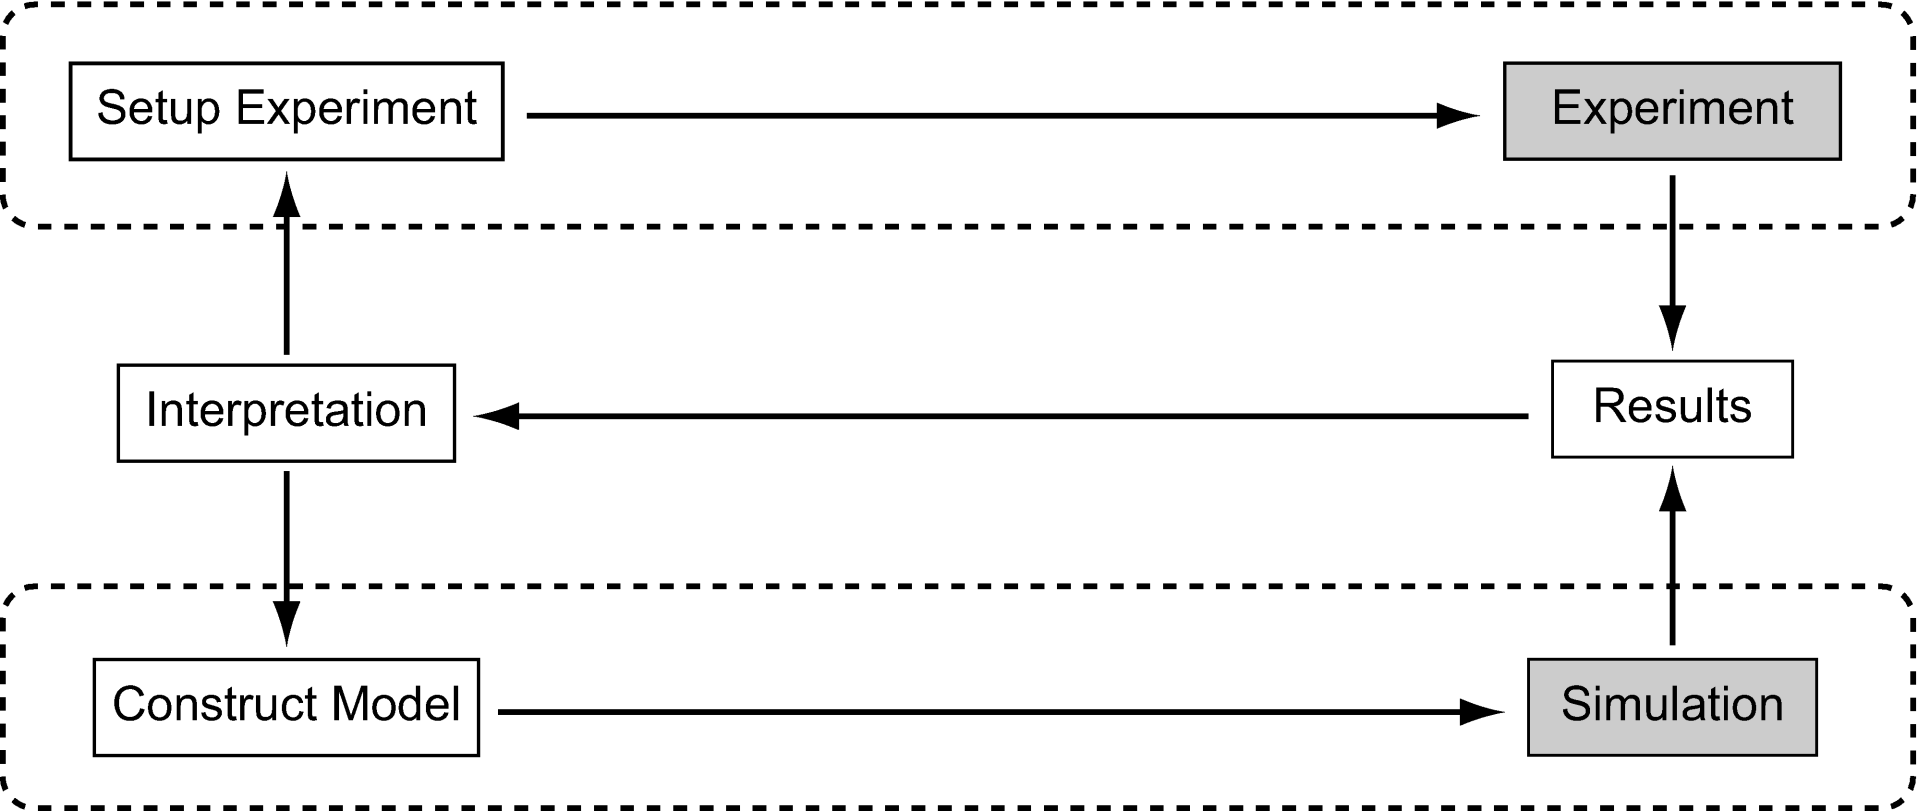 Setup Experiment
Experiment
Interpretation
Results
Construct Model
Simulation